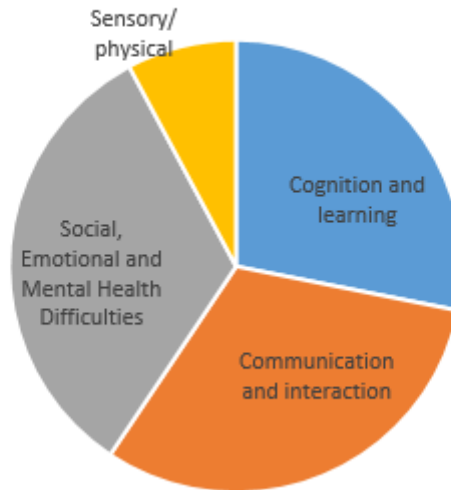 Sensory/
physical
Cognition and
learning
Social,
Emotional and
Mental Health
Difficulties
Communication
and interaction